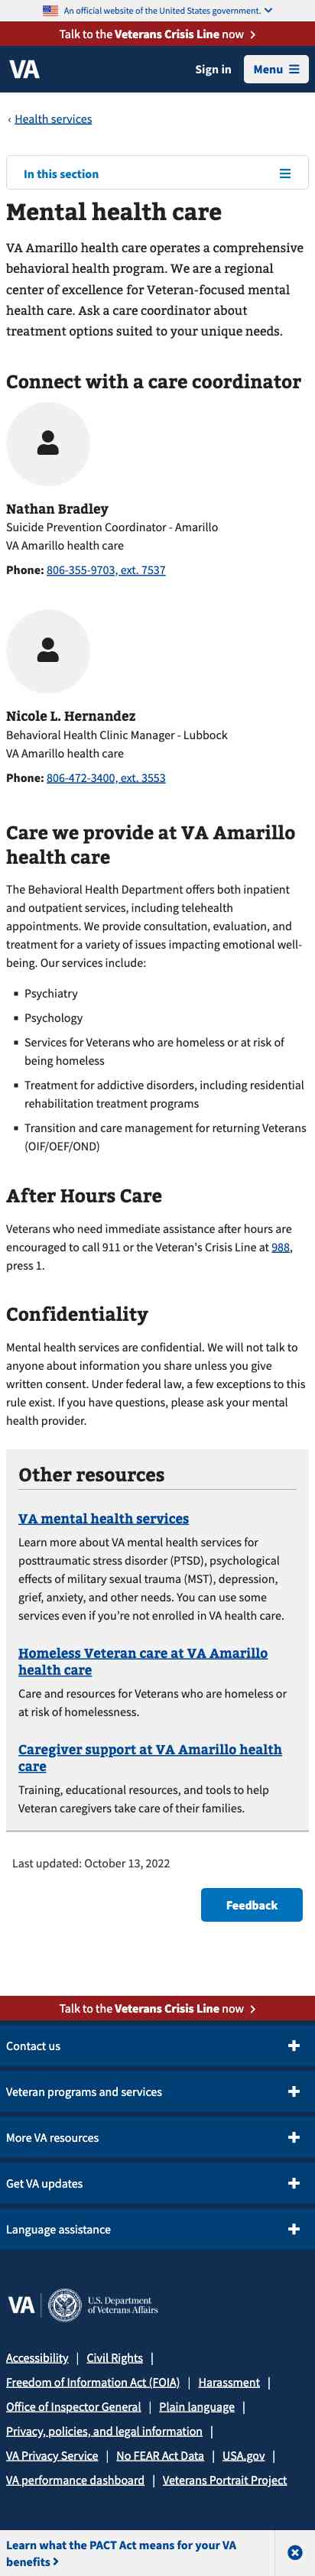 An official website of the United States government.
Talk to the Veterans Crisis Line now
VA
Sign in
Menu
‹ Health services
In this section
Mental health care
VA Amarillo health care operates a comprehensive
behavioral health program. We are a regional
center of excellence for Veteran-focused mental
health care. Ask a care coordinator about
treatment options suited to your unique needs.
Connect with a care coordinator
Nathan Bradley
Suicide Prevention Coordinator - Amarillo
VA Amarillo health care
Phone: 806-355-9703, ext. 7537
Nicole L. Hernandez
Behavioral Health Clinic Manager - Lubbock
VA Amarillo health care
Phone: 806-472-3400, ext. 3553
Care we provide at VA Amarillo
health care
The Behavioral Health Department offers both inpatient
and outpatient services, including telehealth
appointments. We provide consultation, evaluation, and
treatment for a variety of issues impacting emotional well-
being. Our services include:
▪ Psychiatry
▪ Psychology
▪ Services for Veterans who are homeless or at risk of
being homeless
▪ Treatment for addictive disorders, including residential
rehabilitation treatment programs
▪ Transition and care management for returning Veterans
(OIF/OEF/OND)
After Hours Care
Veterans who need immediate assistance after hours are
encouraged to call 911 or the Veteran's Crisis Line at 988,
press 1.
Confidentiality
Mental health services are confidential. We will not talk to
anyone about information you share unless you give
written consent. Under federal law, a few exceptions to this
rule exist. If you have questions, please ask your mental
health provider.
Other resources
VA mental health services
Learn more about VA mental health services for
posttraumatic stress disorder (PTSD), psychological
effects of military sexual trauma (MST), depression,
grief, anxiety, and other needs. You can use some
services even if you're not enrolled in VA health care.
Homeless Veteran care at VA Amarillo
health care
Care and resources for Veterans who are homeless or
at risk of homelessness.
Caregiver support at VA Amarillo health
care
Training, educational resources, and tools to help
Veteran caregivers take care of their families.
Last updated: October 13, 2022
Feedback
Talk to the Veterans Crisis Line now
Contact us
Veteran programs and services
More VA resources
Get VA updates
Language assistance
VA
U.S. Department
of Veterans Affairs
Accessibility | Civil Rights |
Freedom of Information Act (FOIA) | Harassment |
Office of Inspector General | Plain language |
Privacy, policies, and legal information |
VA Privacy Service | No FEAR Act Data | USA.gov |
VA performance dashboard | Veterans Portrait Project
Learn what the PACT Act means for your VA
benefits